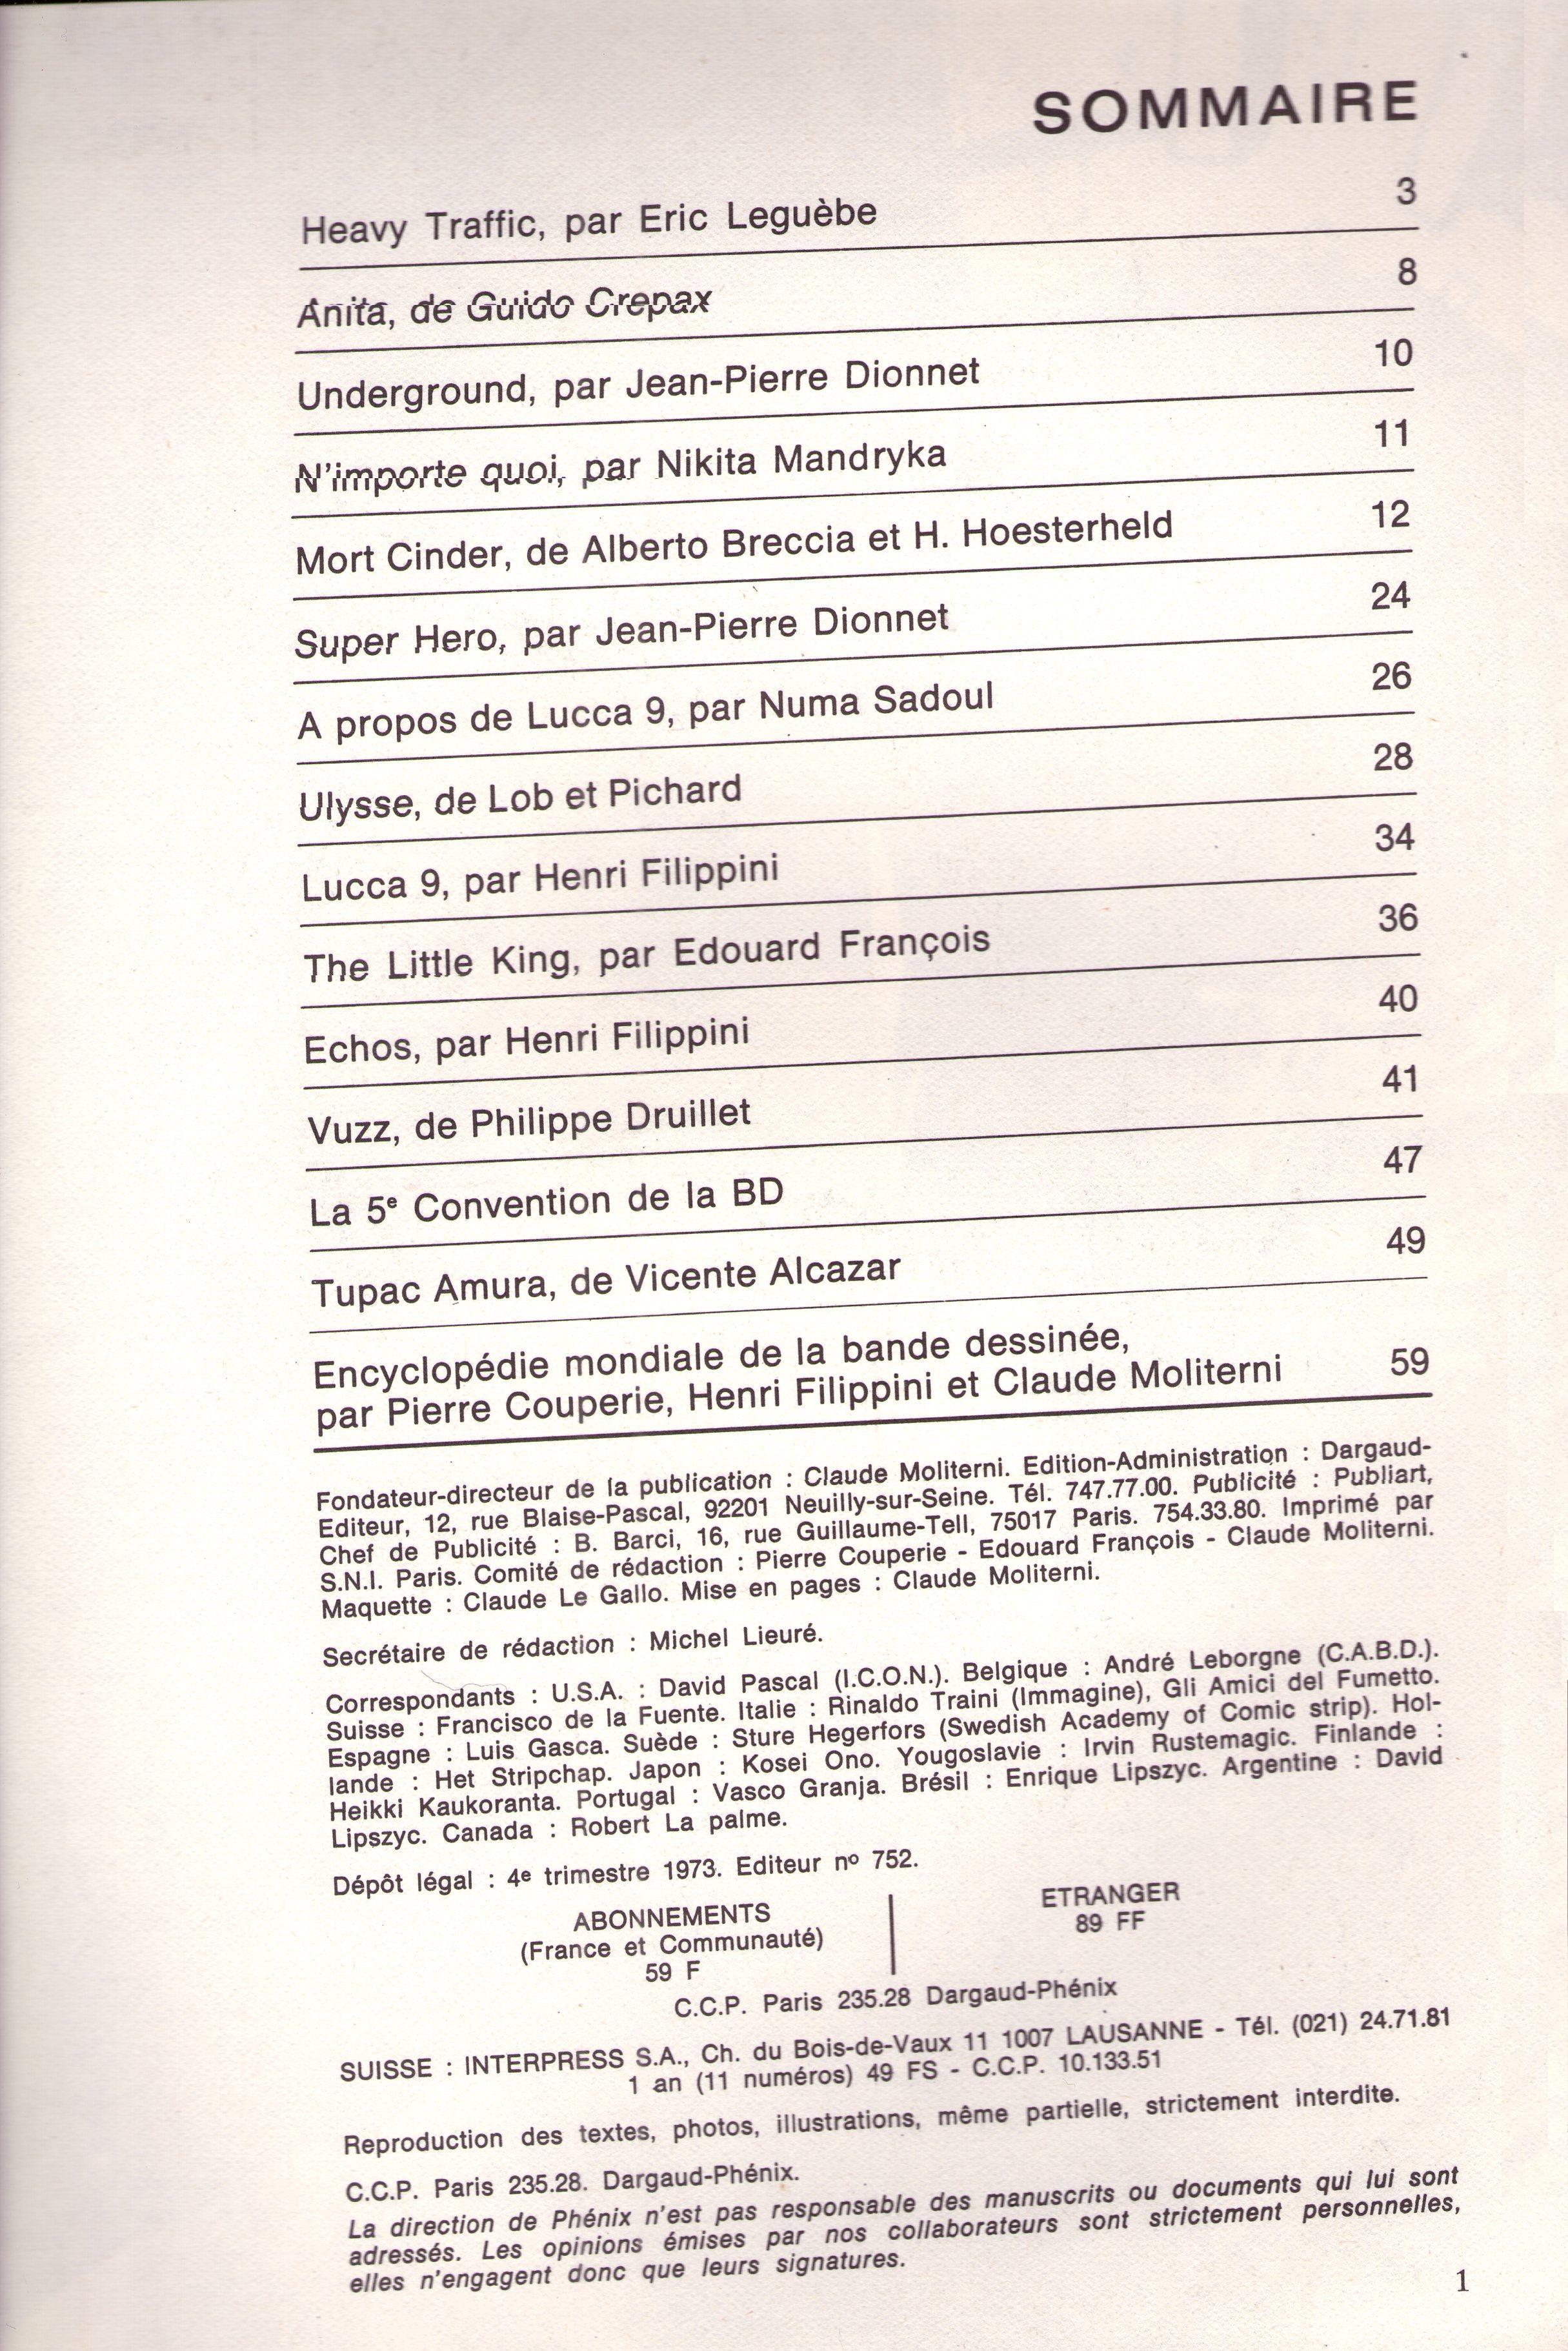 SOMMAIRE
Heavy Traffic, par Eric Leguèbe 3
Anita, de Guido Crepax 8
Underground, par Jean-Pierre Dionnet 10
N'importe quoi, par Nikita Mandryka 11
Mort Cinder, de Alberto Breccia et H. Hoesterheld 12
Super Hero, par Jean-Pierre Dionnet 24
A propos de Lucca 9, par Numa Sadoul 26
Ulysse, de Lob et Pichard 28
Lucca 9, par Henri Filippini 34
The Little King, par Edouard François 36
Echos, par Henri Filippini 40
Vuzz, de Philippe Druillet 41
La 5e Convention de la BD 47
Tupac Amura, de Vicente Alcazar 49
Encyclopédie mondiale de la bande dessinée,
par Pierre Couperie, Henri Filippini et Claude Moliterni 59
Fondateur-directeur de la publication : Claude Moliterni. Edition-Administration : Dargaud-
Editeur, 12, rue Blaise-Pascal, 92201 Neuilly-sur-Seine. Tél. 747.77.00. Publicité : Publiart,
Chef de Publicité : B. Barci, 16, rue Guillaume-Tell, 75017 Paris. 754.33.80. Imprimé par
S.N.I. Paris. Comité de rédaction : Pierre Couperie - Edouard François - Claude Moliterni.
Maquette : Claude Le Gallo. Mise en pages : Claude Moliterni.
Secrétaire de rédaction : Michel Lieuré.
Correspondants : U.S.A. : David Pascal (I.C.O.N.). Belgique : André Leborgne (C.A.B.D.).
Suisse : Francisco de la Fuente. Italie : Rinaldo Traini (Immagine), Gli Amici del Fumetto.
Espagne : Luis Gasca. Suède : Sture Hegerfors (Swedish Academy of Comic strip). Hol-
lande : Het Stripchap. Japon : Kosei Ono. Yougoslavie : Irvin Rustemagic. Finlande :
Heikki Kaukoranta. Portugal : Vasco Granja. Brésil : Enrique Lipszyc. Argentine : David
Lipszyc. Canada : Robert La palme.
Dépôt légal : 4e trimestre 1973. Editeur no 752.
ABONNEMENTS
(France et Communauté)
59 F
ETRANGER
89 FF
C.C.P. Paris 235.28 Dargaud-Phénix
SUISSE : INTERPRESS S.A., Ch. du Bois-de-Vaux 11 1007 LAUSANNE - Tél. (021) 24.71.81
1 an (11 numéros) 49 FS - C.C.P. 10.133.51
Reproduction des textes, photos, illustrations, même partielle, strictement interdite.
C.C.P. Paris 235.28. Dargaud-Phénix.
La direction de Phénix n'est pas responsable des manuscrits ou documents qui lui sont
adressés. Les opinions émises par nos collaborateurs sont strictement personnelles,
elles n'engagent donc que leurs signatures.
1